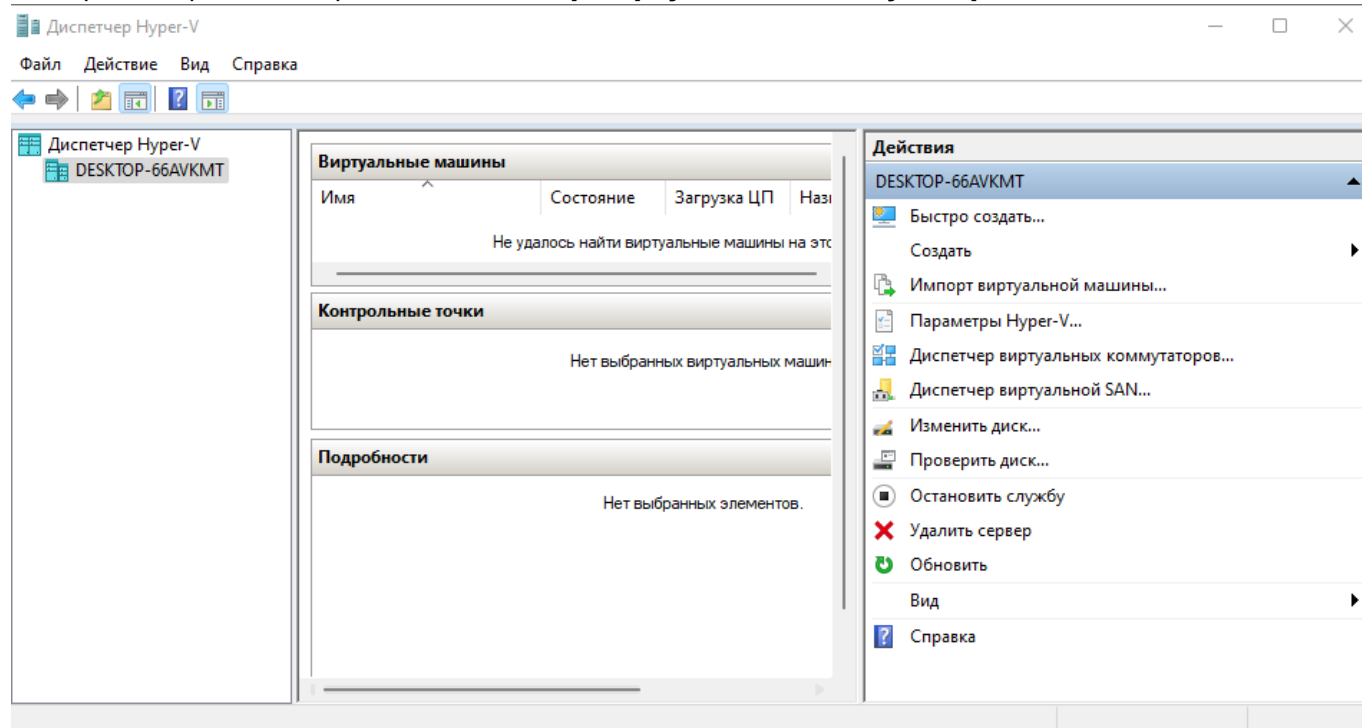 Диспетчер Hyper-V
Файл Действие Вид Справка
Диспетчер Hyper-V
DESKTOP-66AVKMT
Виртуальные машины
Имя Состояние Загрузка ЦП
Не удалось найти виртуальные машины на
Контрольные точки
Нет выбранных виртуальных машин
Подробности
Нет выбранных элементов.
Действия
DESKTOP-66AVKMT
Быстро создать...
Создать
Импорт виртуальной машины...
Параметры Hyper-V...
Диспетчер виртуальных коммутаторов...
Диспетчер виртуальной SAN...
Изменить диск...
Проверить диск...
Остановить службу
Удалить сервер
Обновить
Вид
Справка